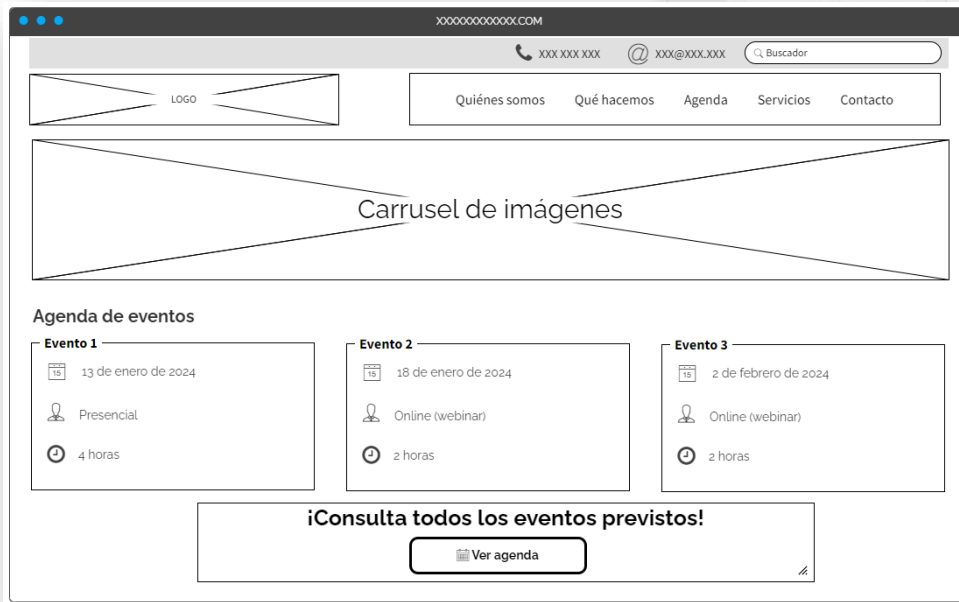 XXXXXXXXXXXXX.COM
XXX XXX XXX
@ XXX@XXX.XXX
Buscador
LOGO
Quiénes somos Qué hacemos Agenda Servicios Contacto
Carrusel de imágenes
Agenda de eventos
Evento 1
15 13 de enero de 2024
Presencial
4 horas
Evento 2
15 18 de enero de 2024
Online (webinar)
2 horas
Evento 3
15 2 de febrero de 2024
Online (webinar)
2 horas
¡Consulta todos los eventos previstos!
Ver agenda